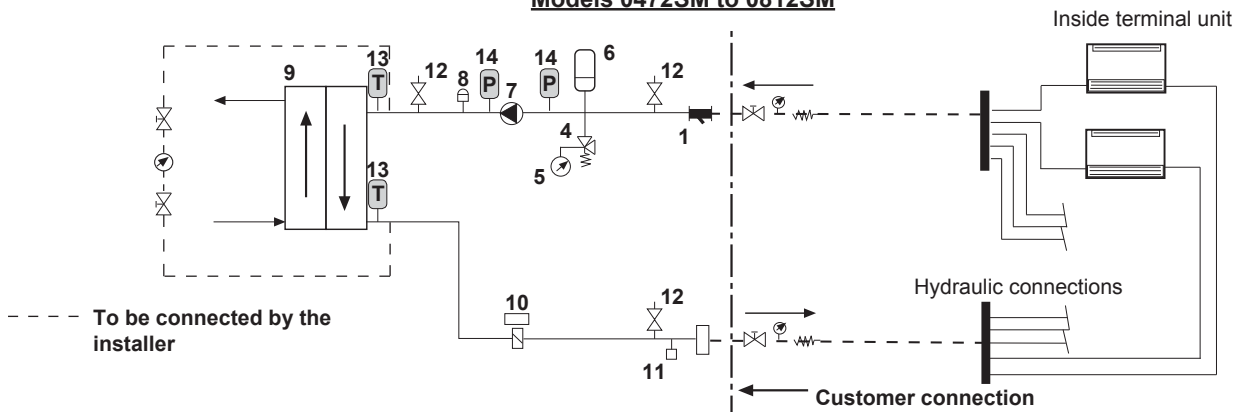 Models 0472SM to 0812SM
Inside terminal unit
13
14
14
6
12
12
9
8
7
T
P
P
4
1
5
13
T
Hydraulic connections
12
10
11
To be connected by the
installer
Customer connection